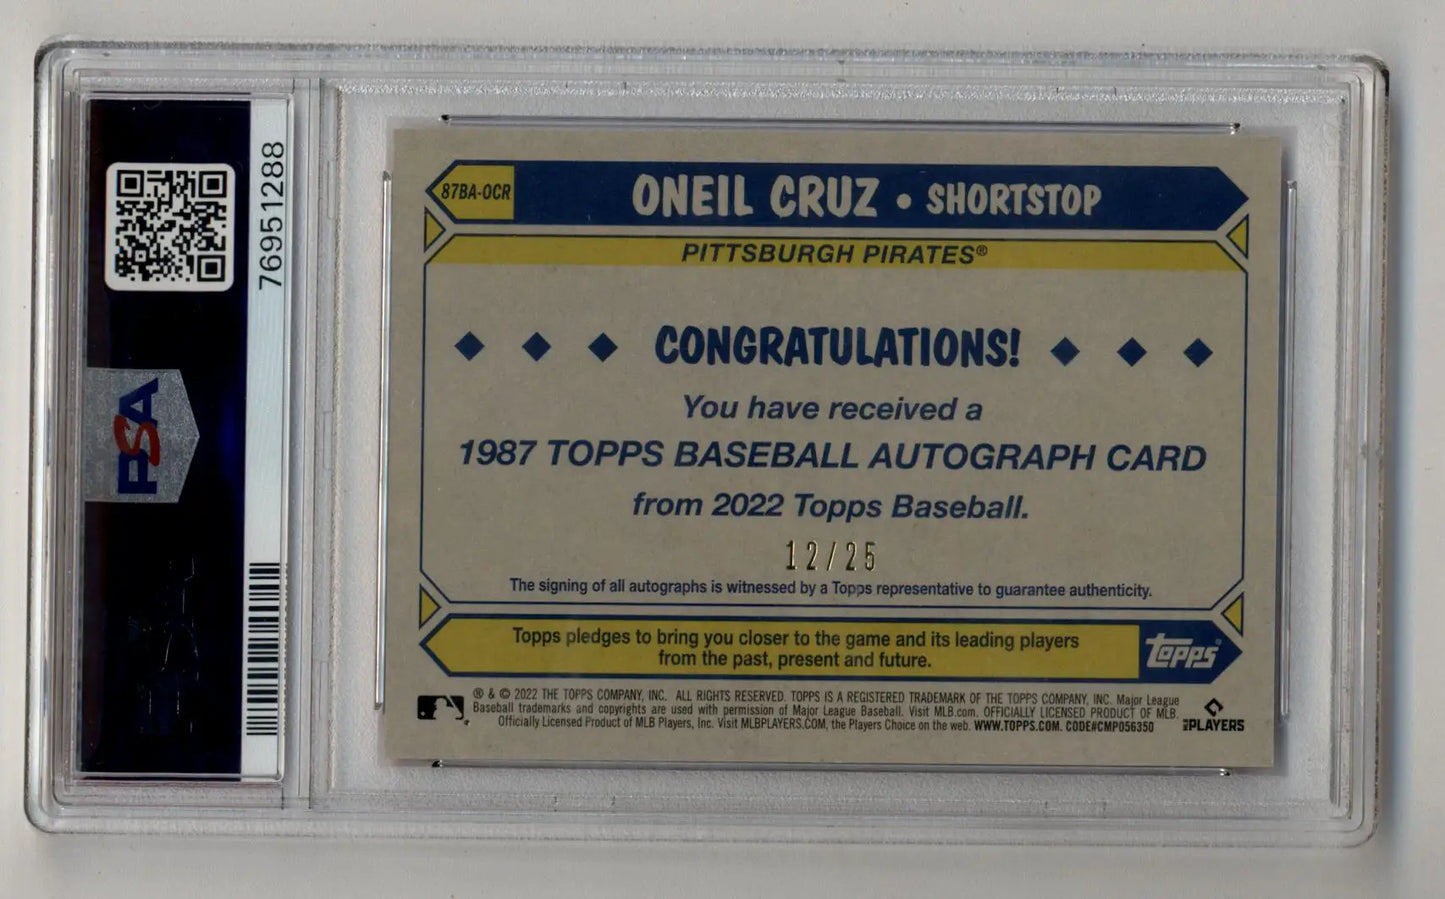 76951288
PSA
87BA-OCR
ONEIL CRUZ • SHORTSTOP
PITTSBURGH PIRATES®
CONGRATULATIONS!
You have received a
1987 TOPPS BASEBALL AUTOGRAPH CARD
from 2022 Topps Baseball.
12/25
The signing of all autographs is witnessed by a Topps representative to guarantee authenticity.
Topps pledges to bring you closer to the game and its leading players
from the past, present and future.
Topps®
® & © 2022 THE TOPPS COMPANY, INC. ALL RIGHTS RESERVED. TOPPS IS A REGISTERED TRADEMARK OF THE TOPPS COMPANY, INC. Major League
Baseball trademarks and copyrights are used with permission of Major League Baseball. Visit MLB.com. OFFICIALLY LICENSED PRODUCT OF MLB
Officially Licensed Product of MLB Players, Inc. Visit MLBPLAYERS.COM, the Players Choice on the web. WWW.TOPPS.COM. CODE#CMP056350
MLB PLAYERS